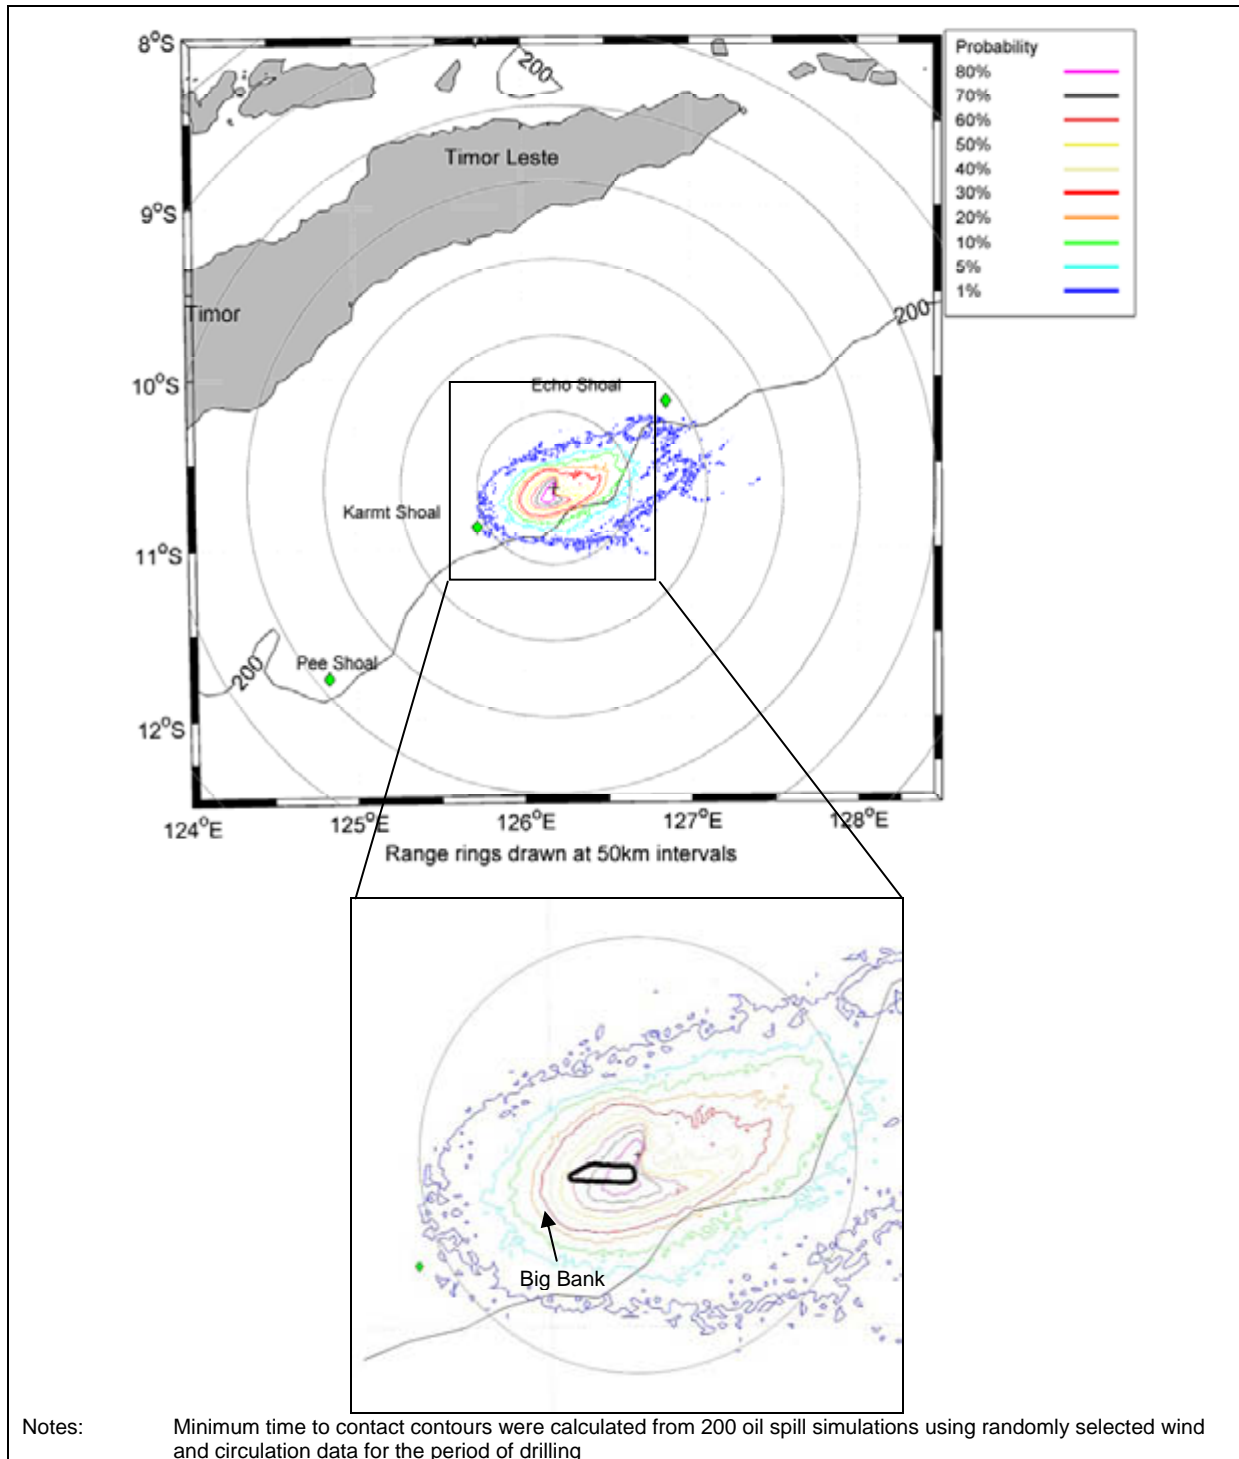 8°S
9°S
10°S
11°S
12°S
124°E
125°E
126°E
127°E
128°E
200
Timor Leste
Timor
200
Echo Shoal
Karmt Shoal
Pee Shoal
200
Probability
80%
70%
60%
50%
40%
30%
20%
10%
5%
1%
Range rings drawn at 50km intervals
Big Bank
Notes: Minimum time to contact contours were calculated from 200 oil spill simulations using randomly selected wind
and circulation data for the period of drilling